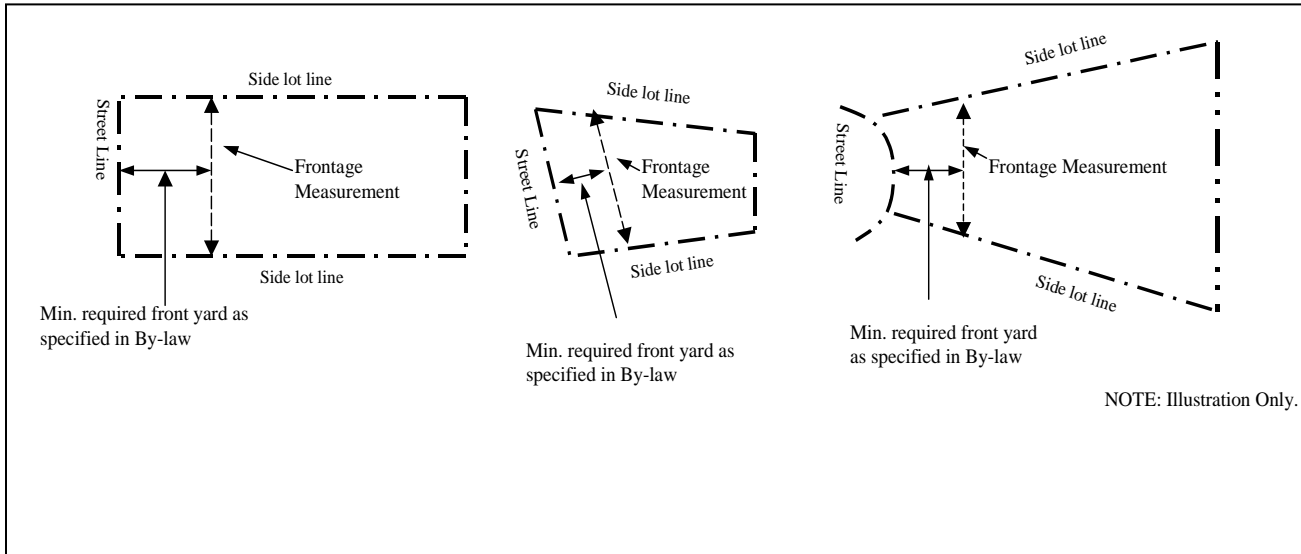 Side lot line
Street Line
Frontage
Measurement
Side lot line
Min. required front yard as
specified in By-law
Side lot line
Street Line
Frontage
Measurement
Side lot line
Min. required front yard as
specified in By-law
Side lot line
Street Line
Frontage Measurement
Side lot line
Min. required front yard
as specified in By-law
NOTE: Illustration Only.